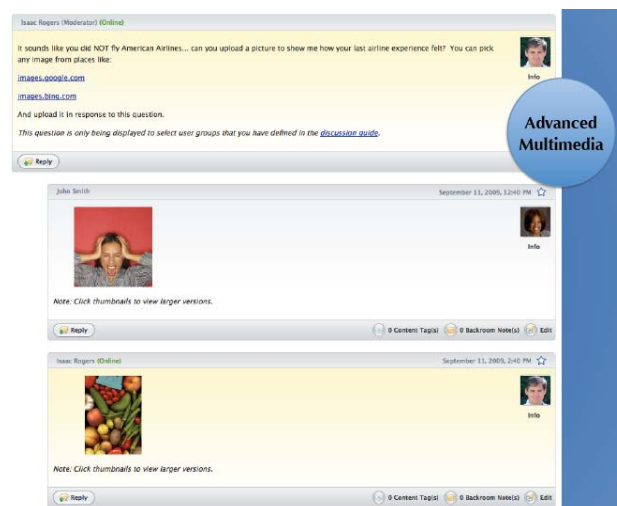 Isaac Rogers (Moderator) (Online)
It sounds like you did NOT fly American Airlines... can you upload a picture to show me how your last airline experience felt? You can pick
any image from places like:
Info
images.google.com
images.bing.com
And upload it in response to this question.
This question is only being displayed to select user groups that you have defined in the discussion guide.
Advanced
Multimedia
Reply
John Smith
September 11, 2009, 12:40 PM
Info
Note: Click thumbnails to view larger versions.
Reply
0 Content Tag(s) 0 Backroom Note(s) Edit
Isaac Rogers (Online)
September 11, 2009, 2:40 PM
Info
Note: Click thumbnails to view larger versions.
Reply
0 Content Tag(s) 0 Backroom Note(s) Edit